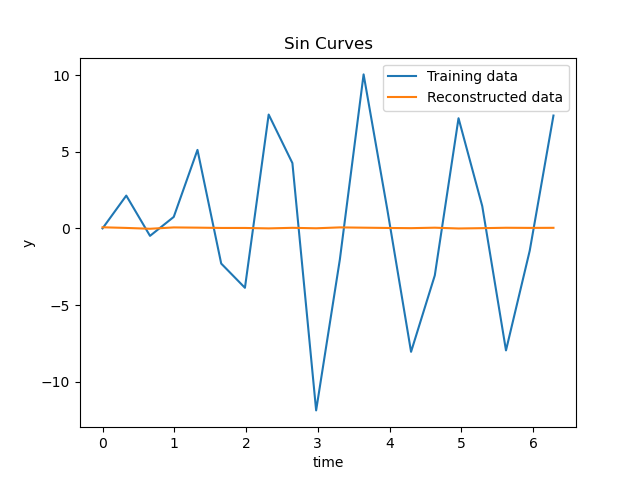 Sin Curves
Training data
Reconstructed data
10
5
0
−5
−10
y
0 1 2 3 4 5 6
time